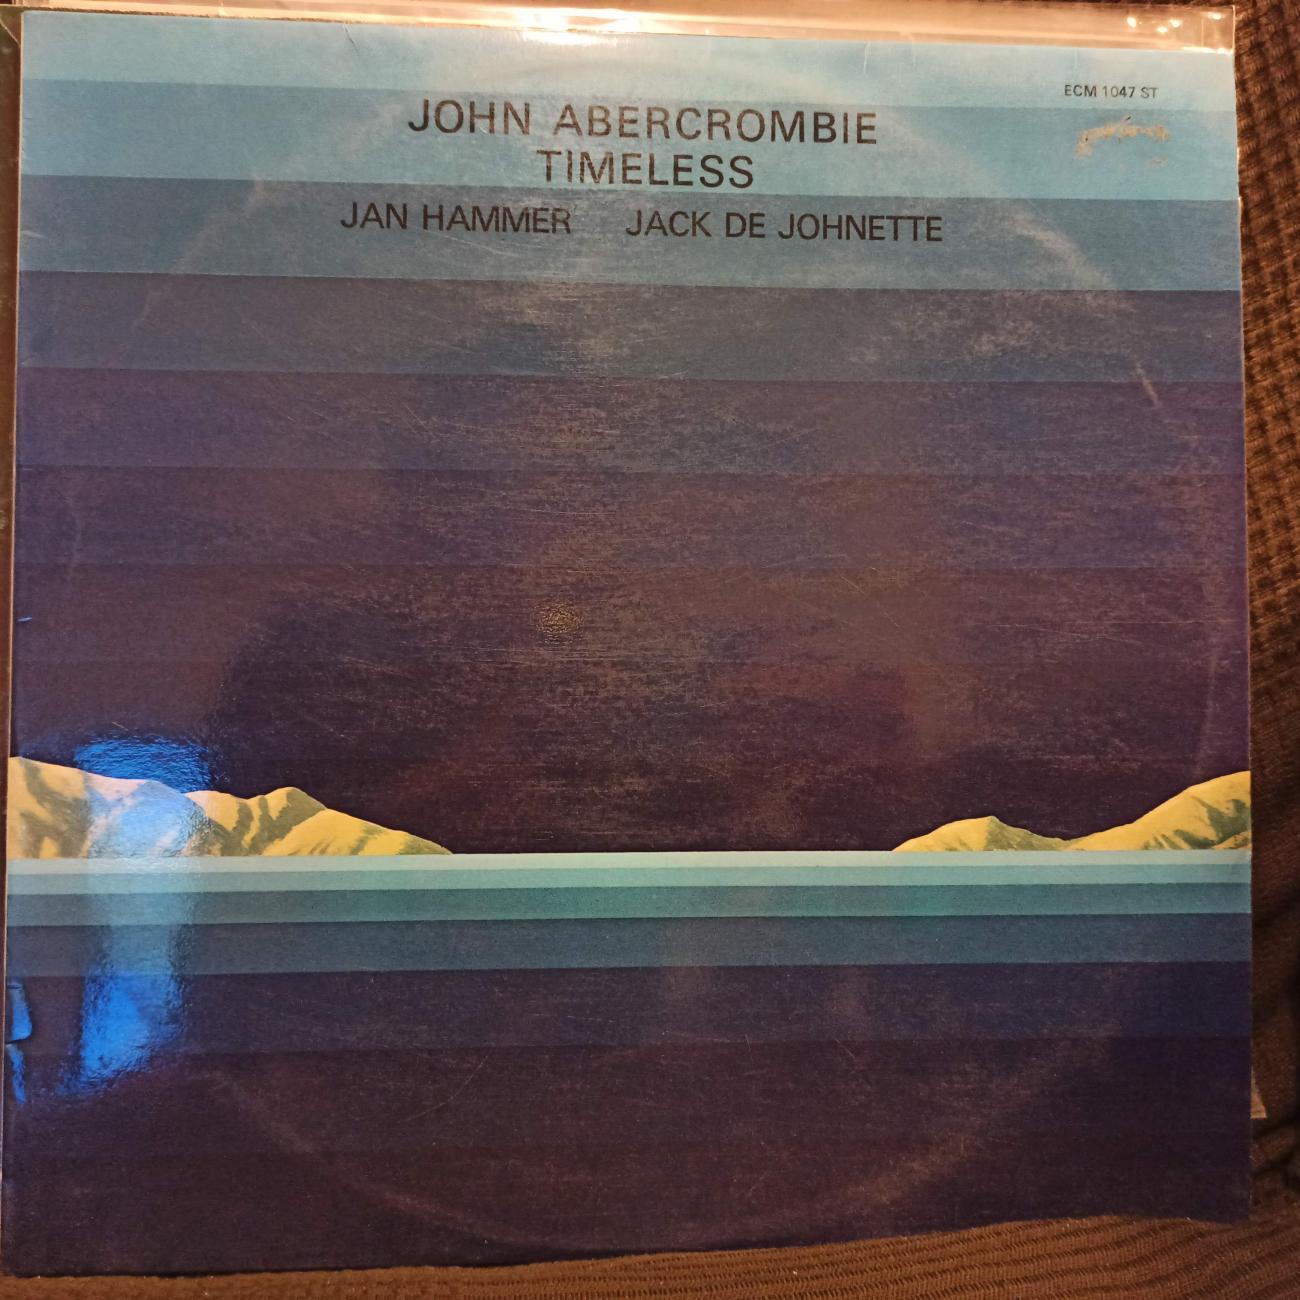 ECM 1047 ST
JOHN ABERCROMBIE
TIMELESS
JAN HAMMER JACK DE JOHNETTE